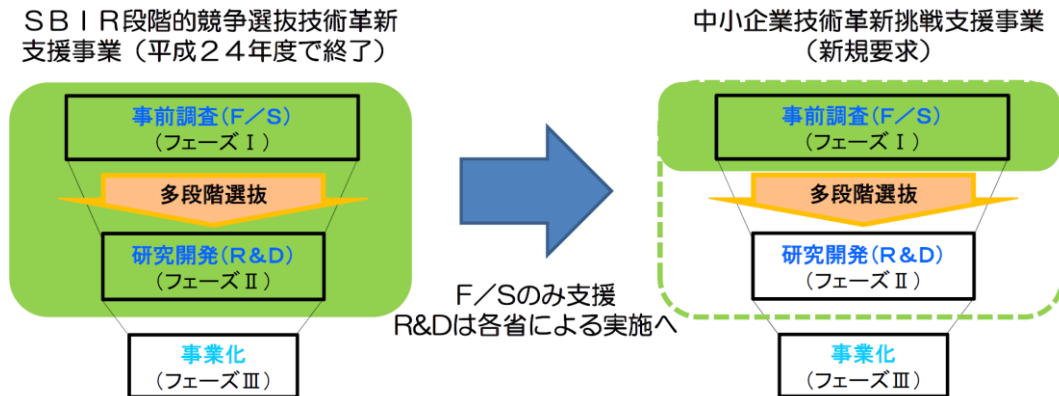 SBIR段階的競争選抜技術革新
支援事業（平成24年度で終了）
事前調査(F／S)
(フェーズⅠ)
多段階選抜
研究開発(R&D)
(フェーズⅡ)
事業化
(フェーズⅢ)
F／Sのみ支援
R&Dは各省による実施へ
中小企業技術革新挑戦支援事業
（新規要求）
事前調査(F／S)
(フェーズⅠ)
多段階選抜
研究開発(R&D)
(フェーズⅡ)
事業化
(フェーズⅢ)